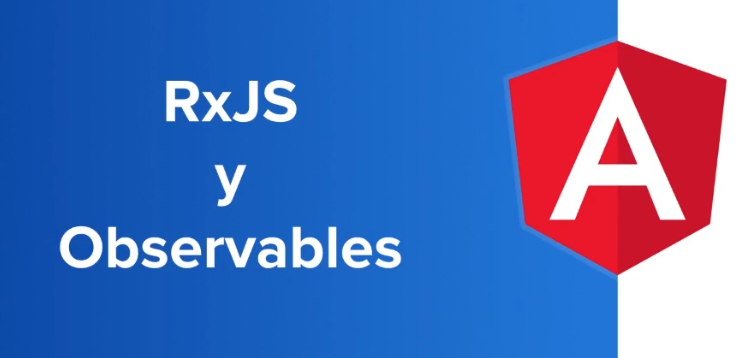 RxJS
y
Observables
A